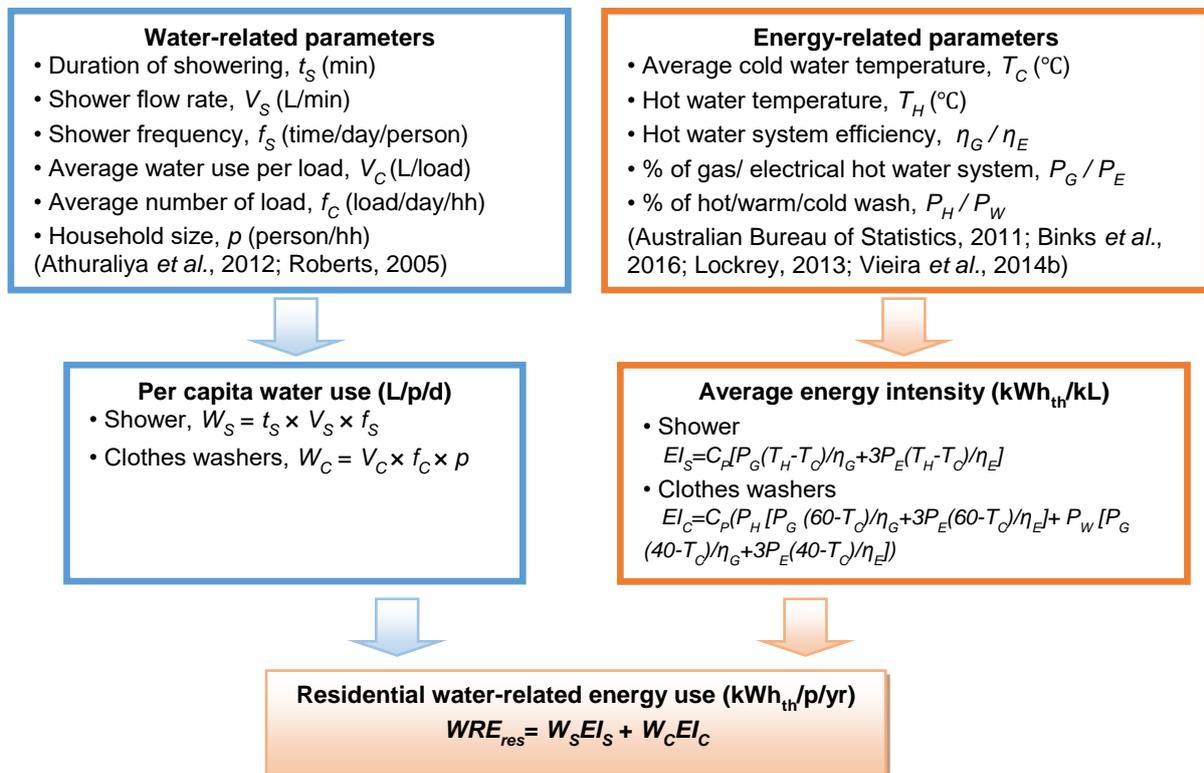 Water-related parameters
• Duration of showering, tS (min)
• Shower flow rate, VS (L/min)
• Shower frequency, fS (time/day/person)
• Average water use per load, VC (L/load)
• Average number of load, fC (load/day/hh)
• Household size, p (person/hh)
(Athuraliya et al., 2012; Roberts, 2005)
Energy-related parameters
• Average cold water temperature, TC (℃)
• Hot water temperature, TH (℃)
• Hot water system efficiency, ηG / ηE
• % of gas/ electrical hot water system, PG / PE
• % of hot/warm/cold wash, PH / PW
(Australian Bureau of Statistics, 2011; Binks et al.,
2016; Lockrey, 2013; Vieira et al., 2014b)
Per capita water use (L/p/d)
• Shower, WS = tS × VS × fS
• Clothes washers, WC = VC × fC × p
Average energy intensity (kWhth/kL)
• Shower
EIS=CP[PG(TH-TC)/ηG+3PE(TH-TC)/ηE]
• Clothes washers
EIC=CP(PH [PG (60-TC)/ηG+3PE(60-TC)/ηE]+ PW [PG
(40-TC)/ηG+3PE(40-TC)/ηE])
Residential water-related energy use (kWhth/p/yr)
WREres= WSEIS + WCEIC